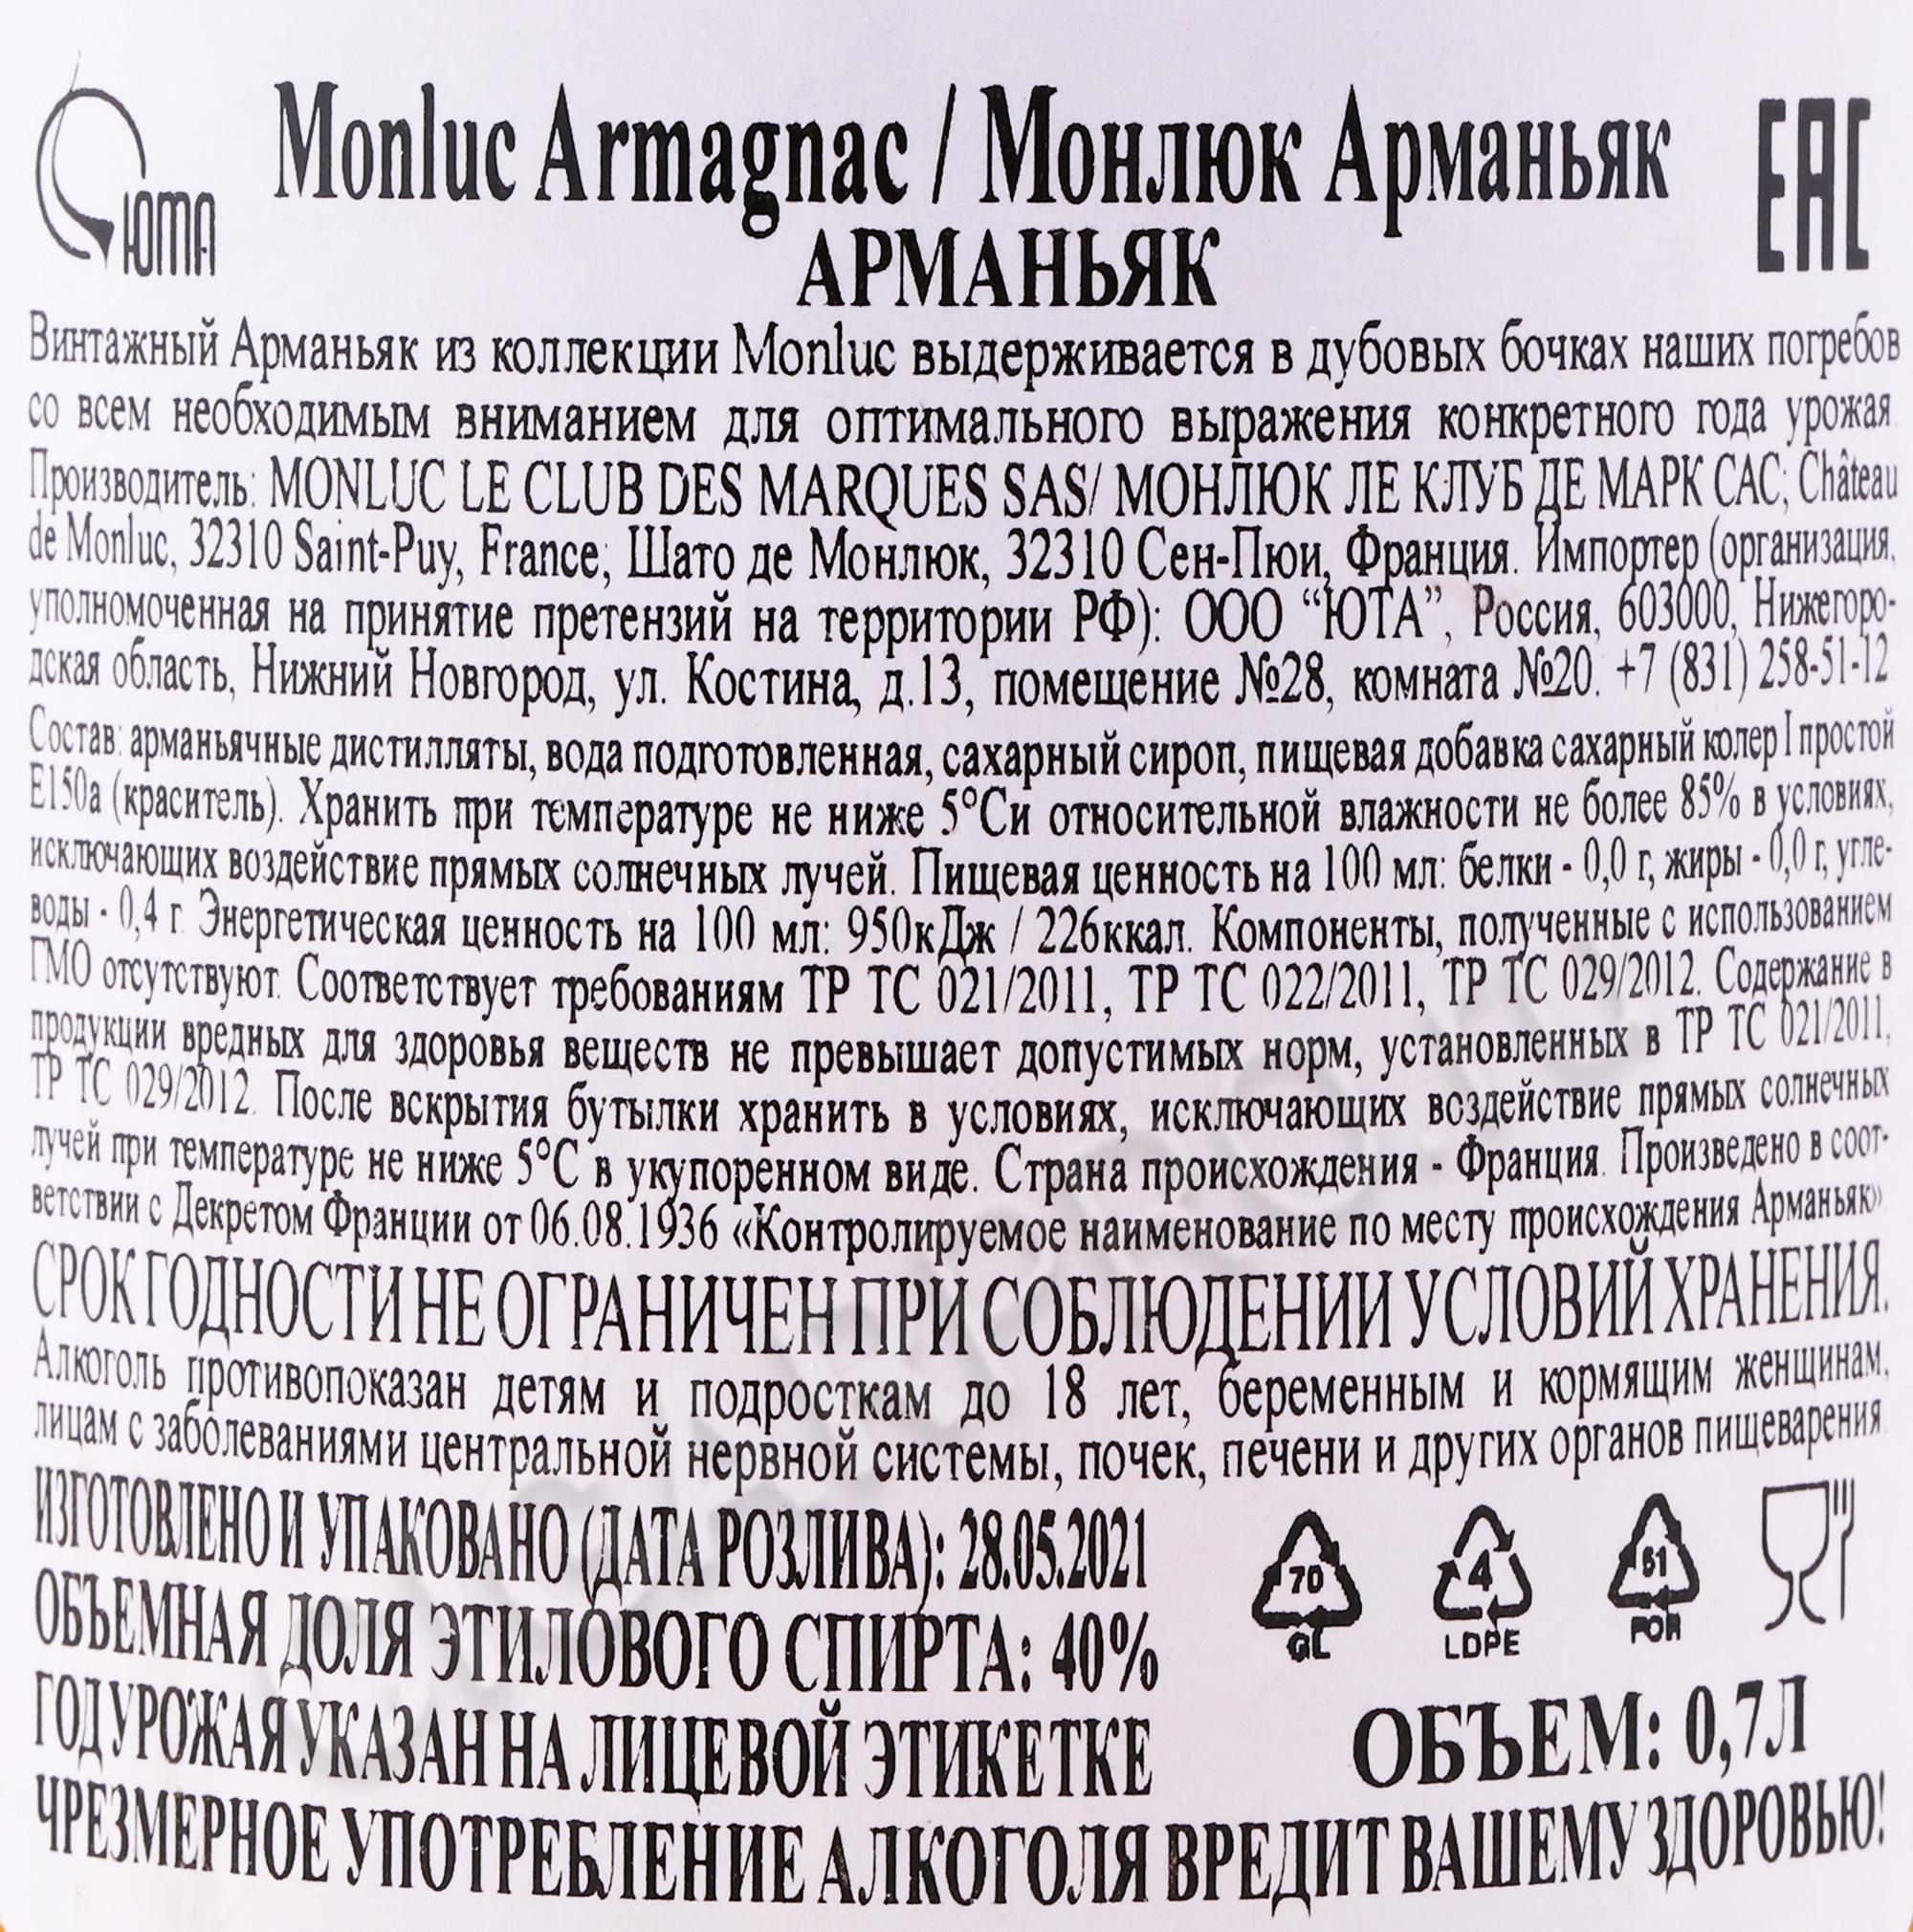 ЮТА
Monluc Armagnac / Монлюк Арманьяк
EAC
АРМАНЬЯК
Винтажный Арманьяк из коллекции Monluc выдерживается в дубовых бочках наших погребов
со всем необходимым вниманием для оптимального выражения конкретного года урожая.
Производитель: MONLUC LE CLUB DES MARQUES SAS/ МОНЛЮК ЛЕ КЛУБ ДЕ МАРК САС; Château
de Monluc, 32310 Saint-Puy, France; Шато де Монлюк, 32310 Сен-Пюи, Франция. Импортер (организация,
уполномоченная на принятие претензий на территории РФ): ООО “ЮТА”, Россия, 603000, Нижегоро-
дская область, Нижний Новгород, ул. Костина, д.13, помещение №28, комната №20. +7 (831) 258-51-12
Состав: арманьячные дистилляты, вода подготовленная, сахарный сироп, пищевая добавка сахарный колер I простой
Е150а (краситель). Хранить при температуре не ниже 5°Си относительной влажности не более 85% в условиях,
исключающих воздействие прямых солнечных лучей. Пищевая ценность на 100 мл: белки - 0,0 г, жиры - 0,0 г, угле-
воды - 0,4 г. Энергетическая ценность на 100 мл: 950кДж / 226ккал. Компоненты, полученные с использованием
ГМО отсутствуют. Соответствует требованиям ТР ТС 021/2011, ТР ТС 022/2011, ТР ТС 029/2012. Содержание в
продукции вредных для здоровья веществ не превышает допустимых норм, установленных в ТР ТС 021/2011,
ТР ТС 029/2012. После вскрытия бутылки хранить в условиях, исключающих воздействие прямых солнечных
лучей при температуре не ниже 5°С в укупоренном виде. Страна происхождения - Франция. Произведено в соот-
ветствии с Декретом Франции от 06.08.1936 «Контролируемое наименование по месту происхождения Арманьяк»
СРОК ГОДНОСТИ НЕ ОГРАНИЧЕН ПРИ СОБЛЮДЕНИИ УСЛОВИЙ ХРАНЕНИЯ.
Алкоголь противопоказан детям и подросткам до 18 лет, беременным и кормящим женщинам,
лицам с заболеваниями центральной нервной системы, почек, печени и других органов пищеварения
ИЗГОТОВЛЕНО И УПАКОВАНО (ДАТА РОЗЛИВА): 28.05.2021
70
GL
4
LDPE
61
FOR
ОБЪЕМНАЯ ДОЛЯ ЭТИЛОВОГО СПИРТА: 40%
ГОД УРОЖАЯ УКАЗАН НА ЛИЦЕВОЙ ЭТИКЕТКЕ
ОБЪЕМ: 0,7Л
ЧРЕЗМЕРНОЕ УПОТРЕБЛЕНИЕ АЛКОГОЛЯ ВРЕДИТ ВАШЕМУ ЗДОРОВЬЮ!